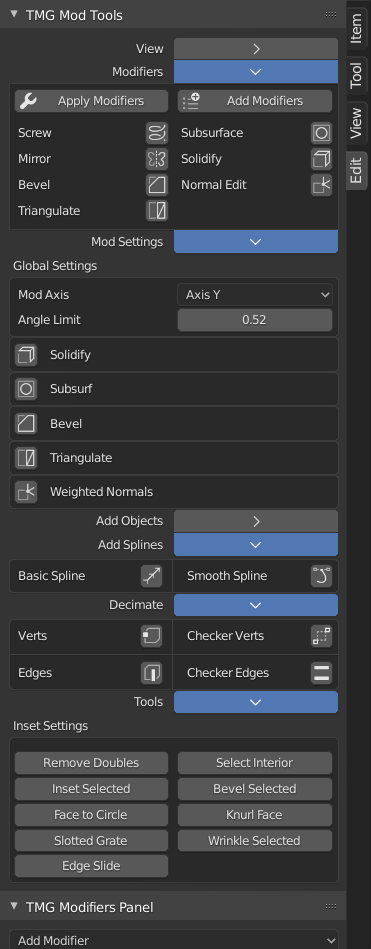 TMG Mod Tools
View
Modifiers
Apply Modifiers Add Modifiers
Screw Subsurface
Mirror Solidify
Bevel Normal Edit
Triangulate
Mod Settings
Global Settings
Mod Axis Axis Y
Angle Limit 0.52
Solidify
Subsurf
Bevel
Triangulate
Weighted Normals
Add Objects
Add Splines
Basic Spline Smooth Spline
Decimate
Verts Checker Verts
Edges Checker Edges
Tools
Inset Settings
Remove Doubles Select Interior
Inset Selected Bevel Selected
Face to Circle Knurl Face
Slotted Grate Wrinkle Selected
Edge Slide
TMG Modifiers Panel
Add Modifier
Item
Tool
View
Edit